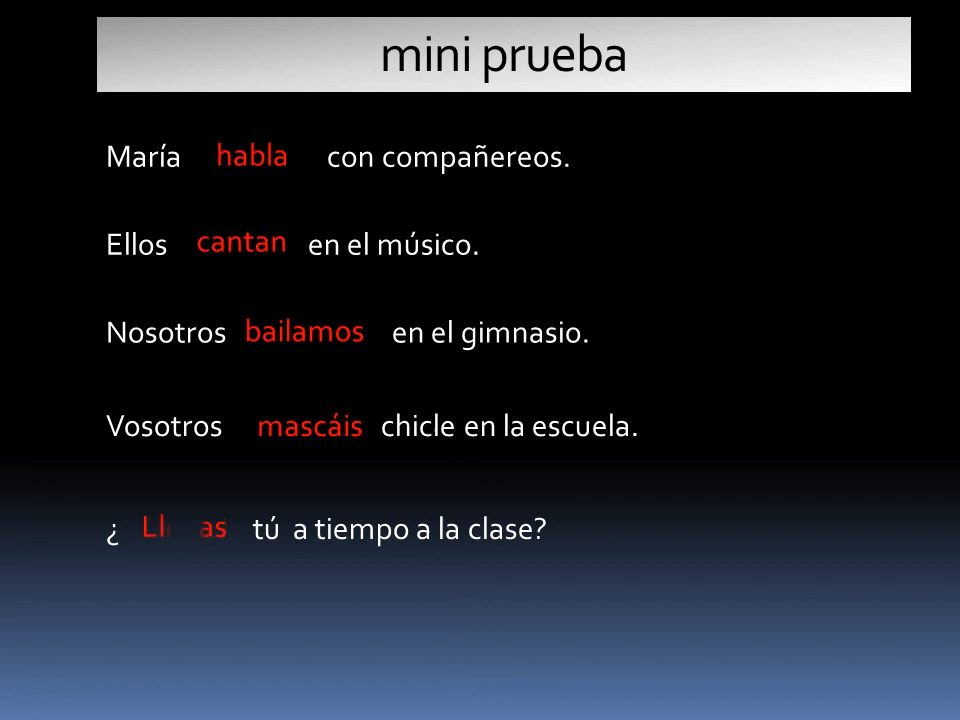 mini prueba
María habla con compañereos.
Ellos cantan en el músico.
Nosotros bailamos en el gimnasio.
Vosotros mascáis chicle en la escuela.
¿ tú a tiempo a la clase?